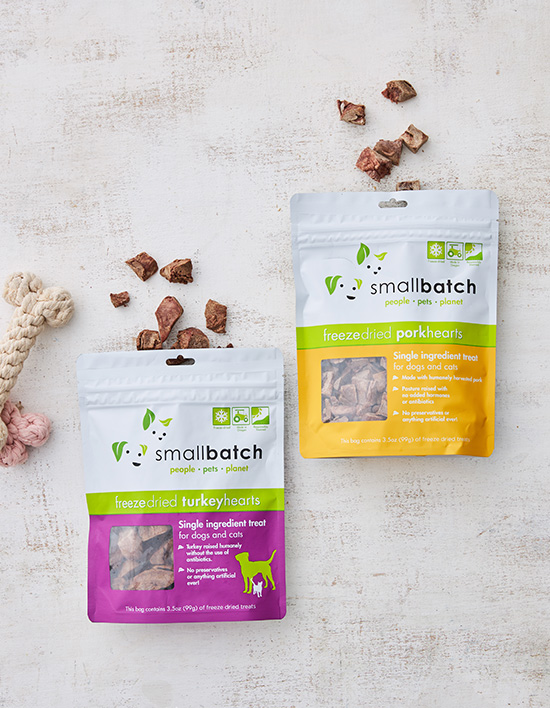 smallbatch
people • pets • planet
freezedried porkhearts
Single ingredient treat
for dogs and cats
Made with humanely harvested pork
Pasture raised with
no added hormones
or antibiotics
No preservatives or
anything artificial ever!
This bag contains 3.5oz (99g) of freeze dried treats
smallbatch
people • pets • planet
freezedried turkeyhearts
Single ingredient treat
for dogs and cats
Turkey raised humanely
without the use of
antibiotics.
No preservatives
or anything artificial
ever!
This bag contains 3.5oz (99g) of freeze dried treats